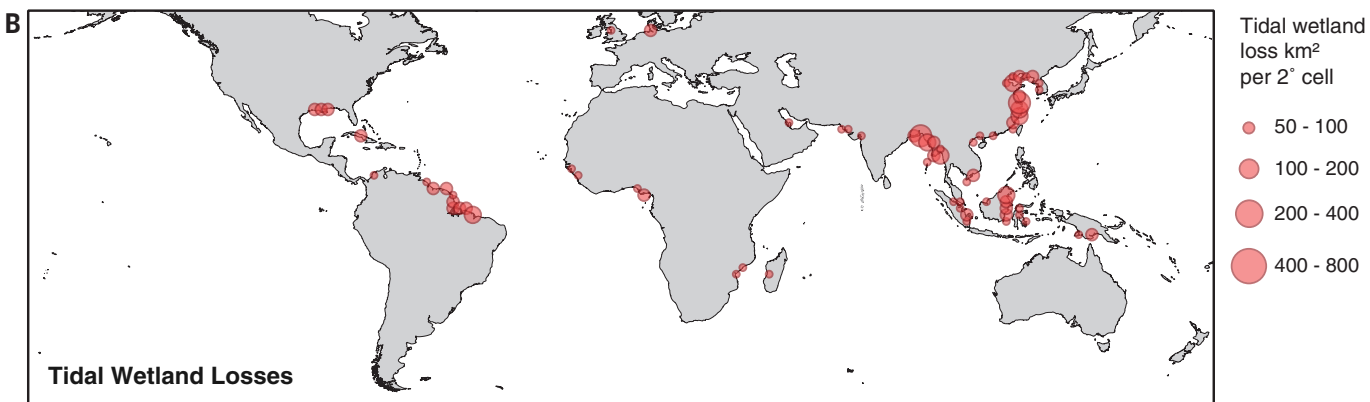 B
Tidal Wetland Losses
Tidal wetland
loss km²
per 2° cell
50 - 100
100 - 200
200 - 400
400 - 800